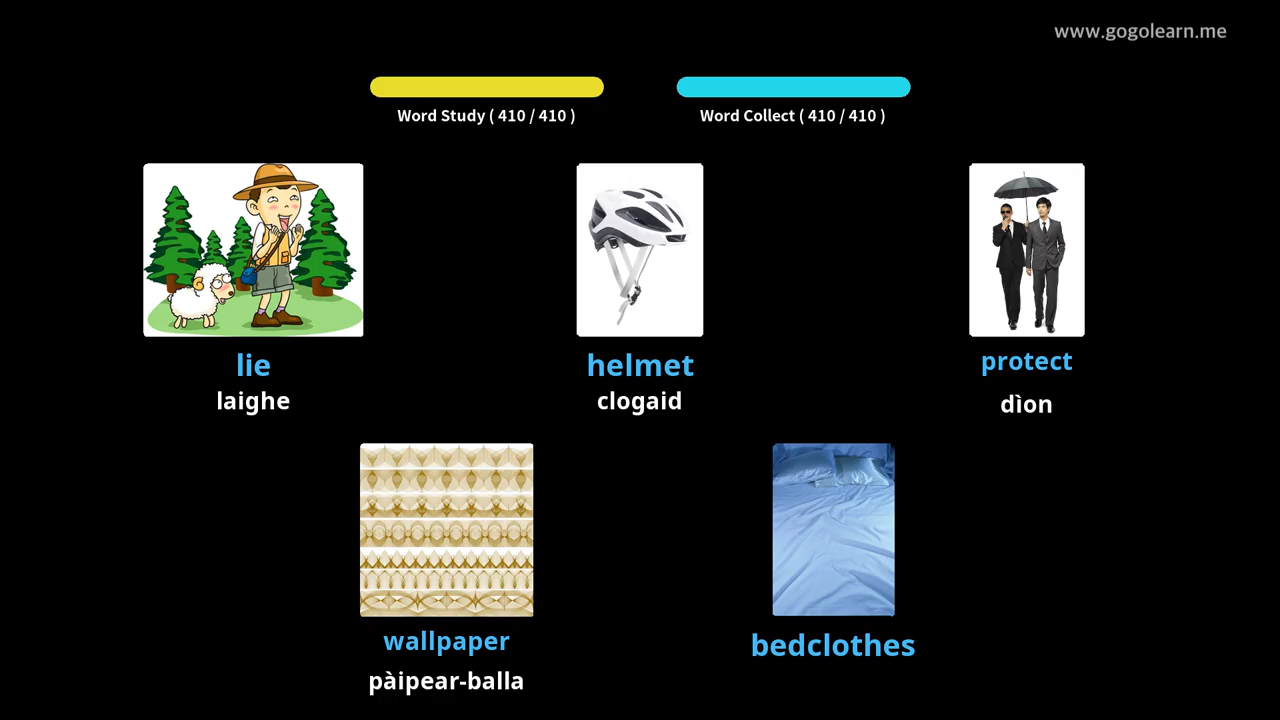 www.gogolearn.me
Word Study ( 410 / 410 )
Word Collect ( 410 / 410 )
lie
laighe
helmet
clogaid
protect
dìon
wallpaper
pàipear-balla
bedclothes